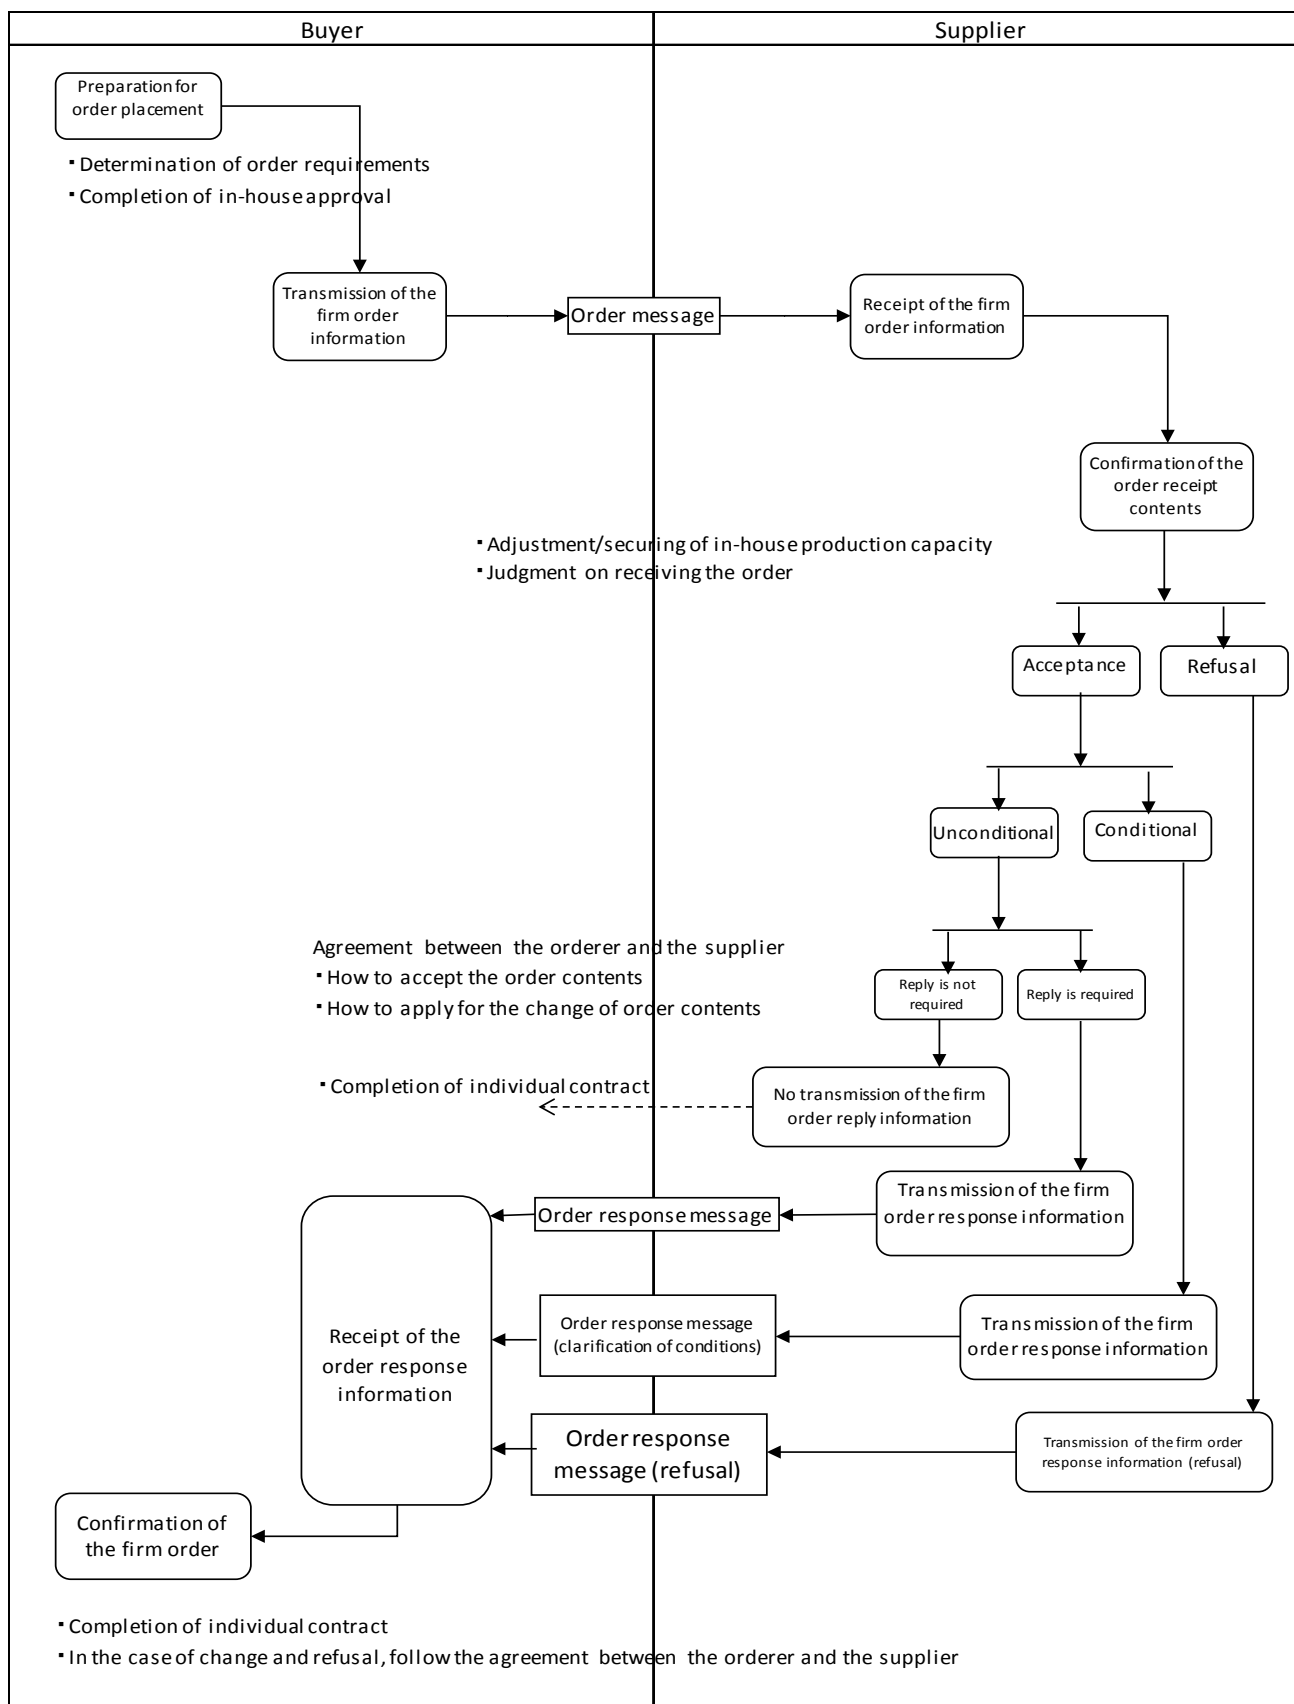 Buyer
Supplier
Preparation for
order placement
▪ Determination of order requirements
▪ Completion of in-house approval
Transmission of the
firm order
information
Order message
Receipt of the firm
order information
Confirmation of the
order receipt
contents
▪ Adjustment/securing of in-house production capacity
▪ Judgment on receiving the order
Acceptance
Refusal
Unconditional
Conditional
Agreement between the orderer and the supplier
▪ How to accept the order contents
▪ How to apply for the change of order contents
Reply is not
required
Reply is required
▪ Completion of individual contract
No transmission of the firm
order reply information
Transmission of the firm
order response information
Order response message
Receipt of the
order response
information
Order response message
(clarification of conditions)
Transmission of the firm
order response information
Order response
message (refusal)
Transmission of the firm order
response information (refusal)
Confirmation of
the firm order
▪ Completion of individual contract
▪ In the case of change and refusal, follow the agreement between the orderer and the supplier